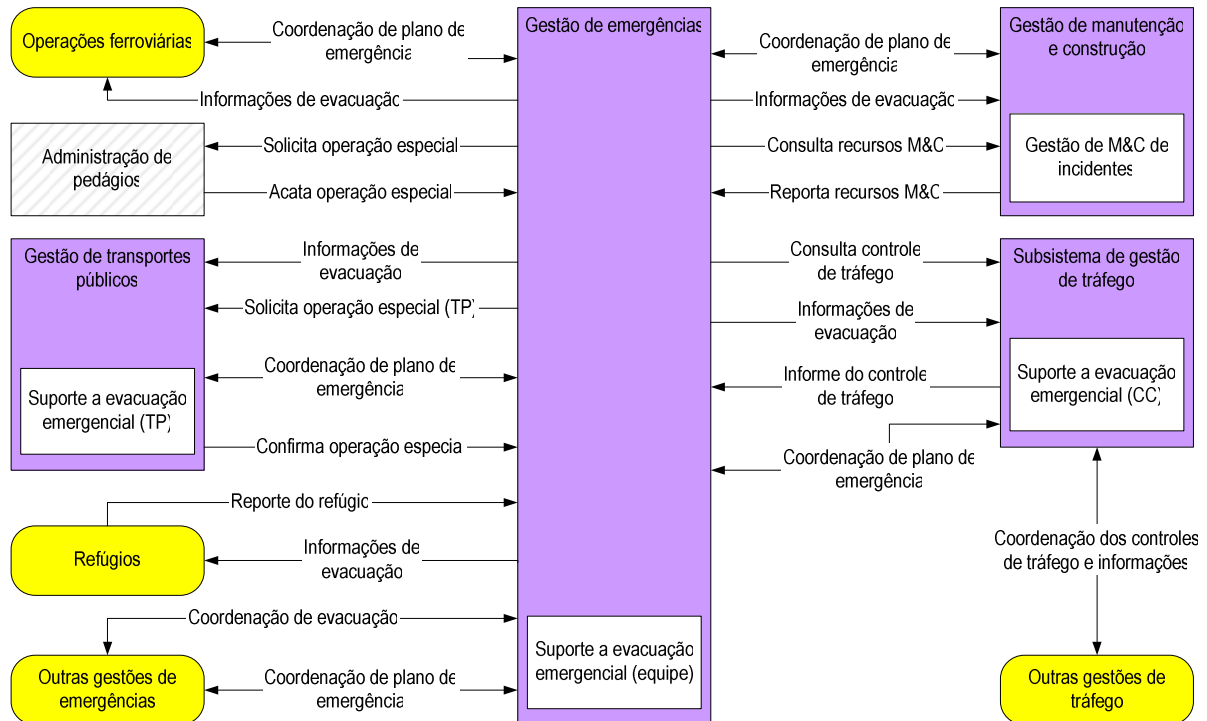 Operações ferroviárias
Coordenação de plano de
emergência
Informações de evacuação
Administração de
pedágios
Solicita operação especial
Acata operação especial
Gestão de transportes
públicos
Suporte a evacuação
emergencial (TP)
Informações de
evacuação
Solicita operação especial (TP)
Coordenação de plano de
emergência
Confirma operação especia
Reporte do refúgio
Refúgios
Informações de
evacuação
Coordenação de evacuação
Outras gestões de
emergências
Coordenação de plano de
emergência
Gestão de emergências
Suporte a evacuação
emergencial (equipe)
Coordenação de plano de
emergência
Informações de evacuação
Consulta recursos M&C
Reporta recursos M&C
Gestão de manutenção
e construção
Gestão de M&C de
incidentes
Consulta controle
de tráfego
Informações de
evacuação
Informe do controle
de tráfego
Coordenação de plano de
emergência
Subsistema de gestão
de tráfego
Suporte a evacuação
emergencial (CC)
Coordenação dos controles
de tráfego e informações
Outras gestões de
tráfego